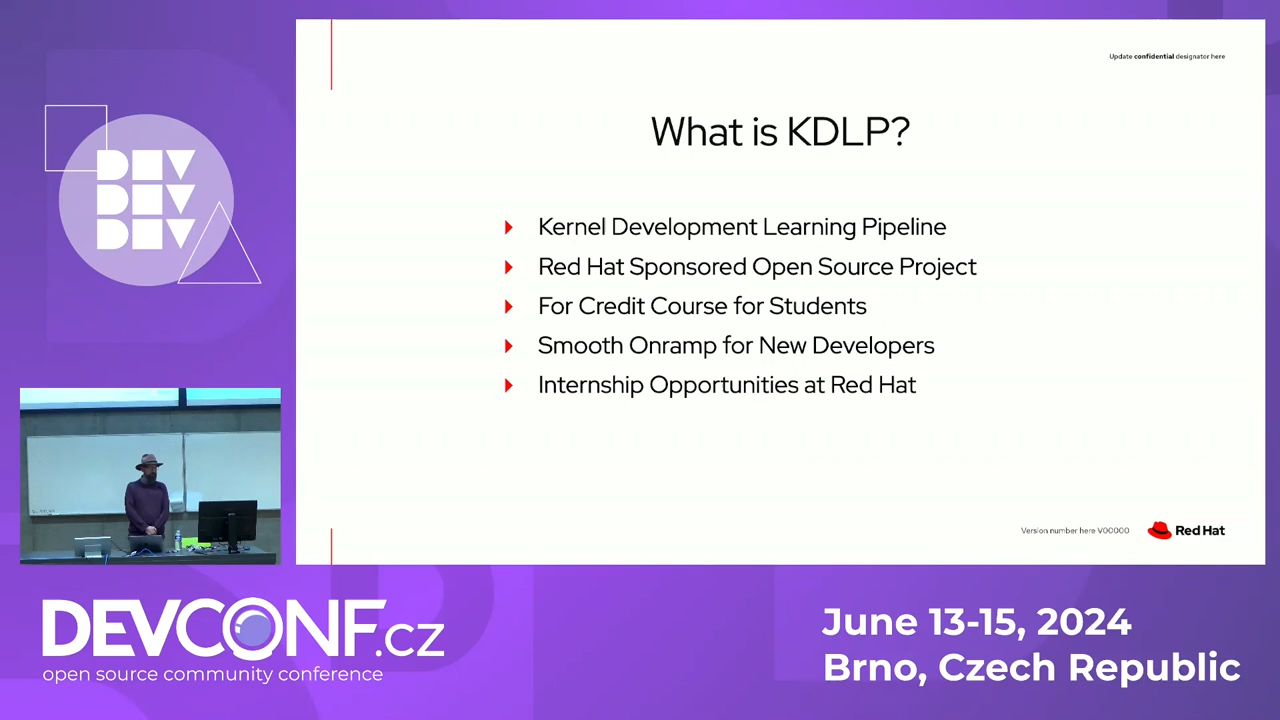 Update confidential designator here
What is KDLP?
Kernel Development Learning Pipeline
Red Hat Sponsored Open Source Project
For Credit Course for Students
Smooth Onramp for New Developers
Internship Opportunities at Red Hat
Version number here V00000
Red Hat
DEV
DEV
DEV
DEVCONF.cz
open source community conference
June 13-15, 2024
Brno, Czech Republic